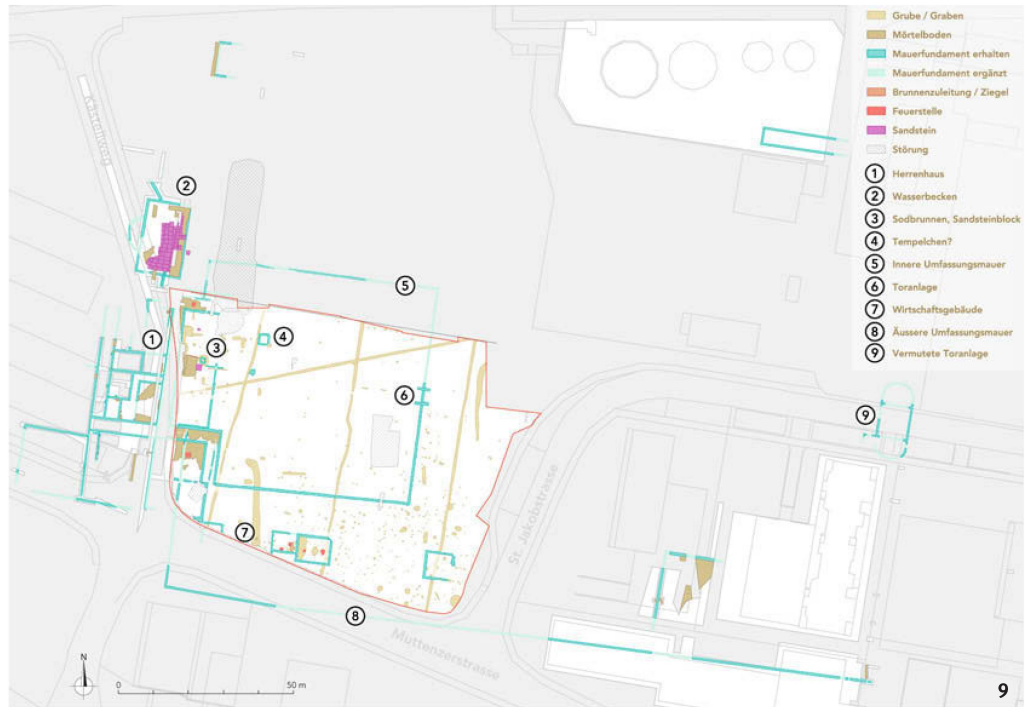 Grube / Graben
Mörtelboden
Mauerfundament erhalten
Mauerfundament ergänzt
Brunnenzuleitung / Ziegel
Feuerstelle
Sandstein
Störung
1 Herrenhaus
2 Wasserbecken
3 Sodbrunnen, Sandsteinblock
4 Tempelchen?
5 Innere Umfassungsmauer
6 Toranlage
7 Wirtschaftsgebäude
8 Äussere Umfassungsmauer
9 Vermutete Toranlage
Kästeliweg
2
5
1
3
4
6
9
St. Jakobstrasse
7
8
Muttenzerstrasse
N
0 50 m
9